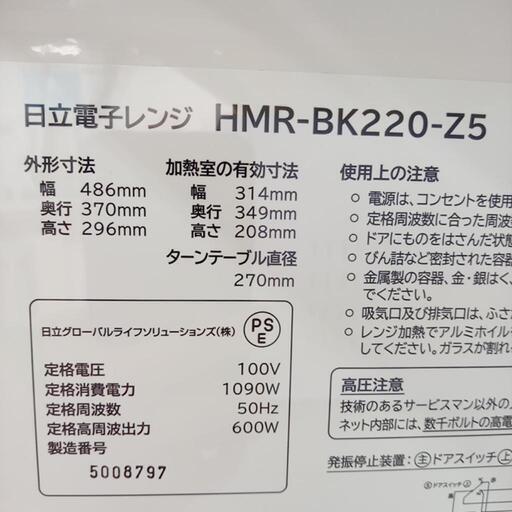 日立電子レンジ HMR-BK220-Z5
外形寸法
幅 486mm
奥行 370mm
高さ 296mm
加熱室の有効寸法
幅 314mm
奥行 349mm
高さ 208mm
ターンテーブル直径
270mm
日立グローバルライフソリューションズ(株)
PS
E
定格電圧 100V
定格消費電力 1090W
定格周波数 50Hz
定格高周波出力 600W
製造番号
5008797
使用上の注意
○ 電源は、コンセントを使用
○ 定格周波数に合った周波
○ ドアにものをはさんだ状態
○ びん詰など密封された容器
○ 金属製の容器、金・銀はく、
でください。
○ 吸気口及び排気口は、ふさ
○ レンジ加熱でアルミホイル
してください。ガラスが割れ
高圧注意
技術のあるサービスマン以外の
ネット内部には、数千ボルトの高電
発振停止装置:主ドアスイッチ上